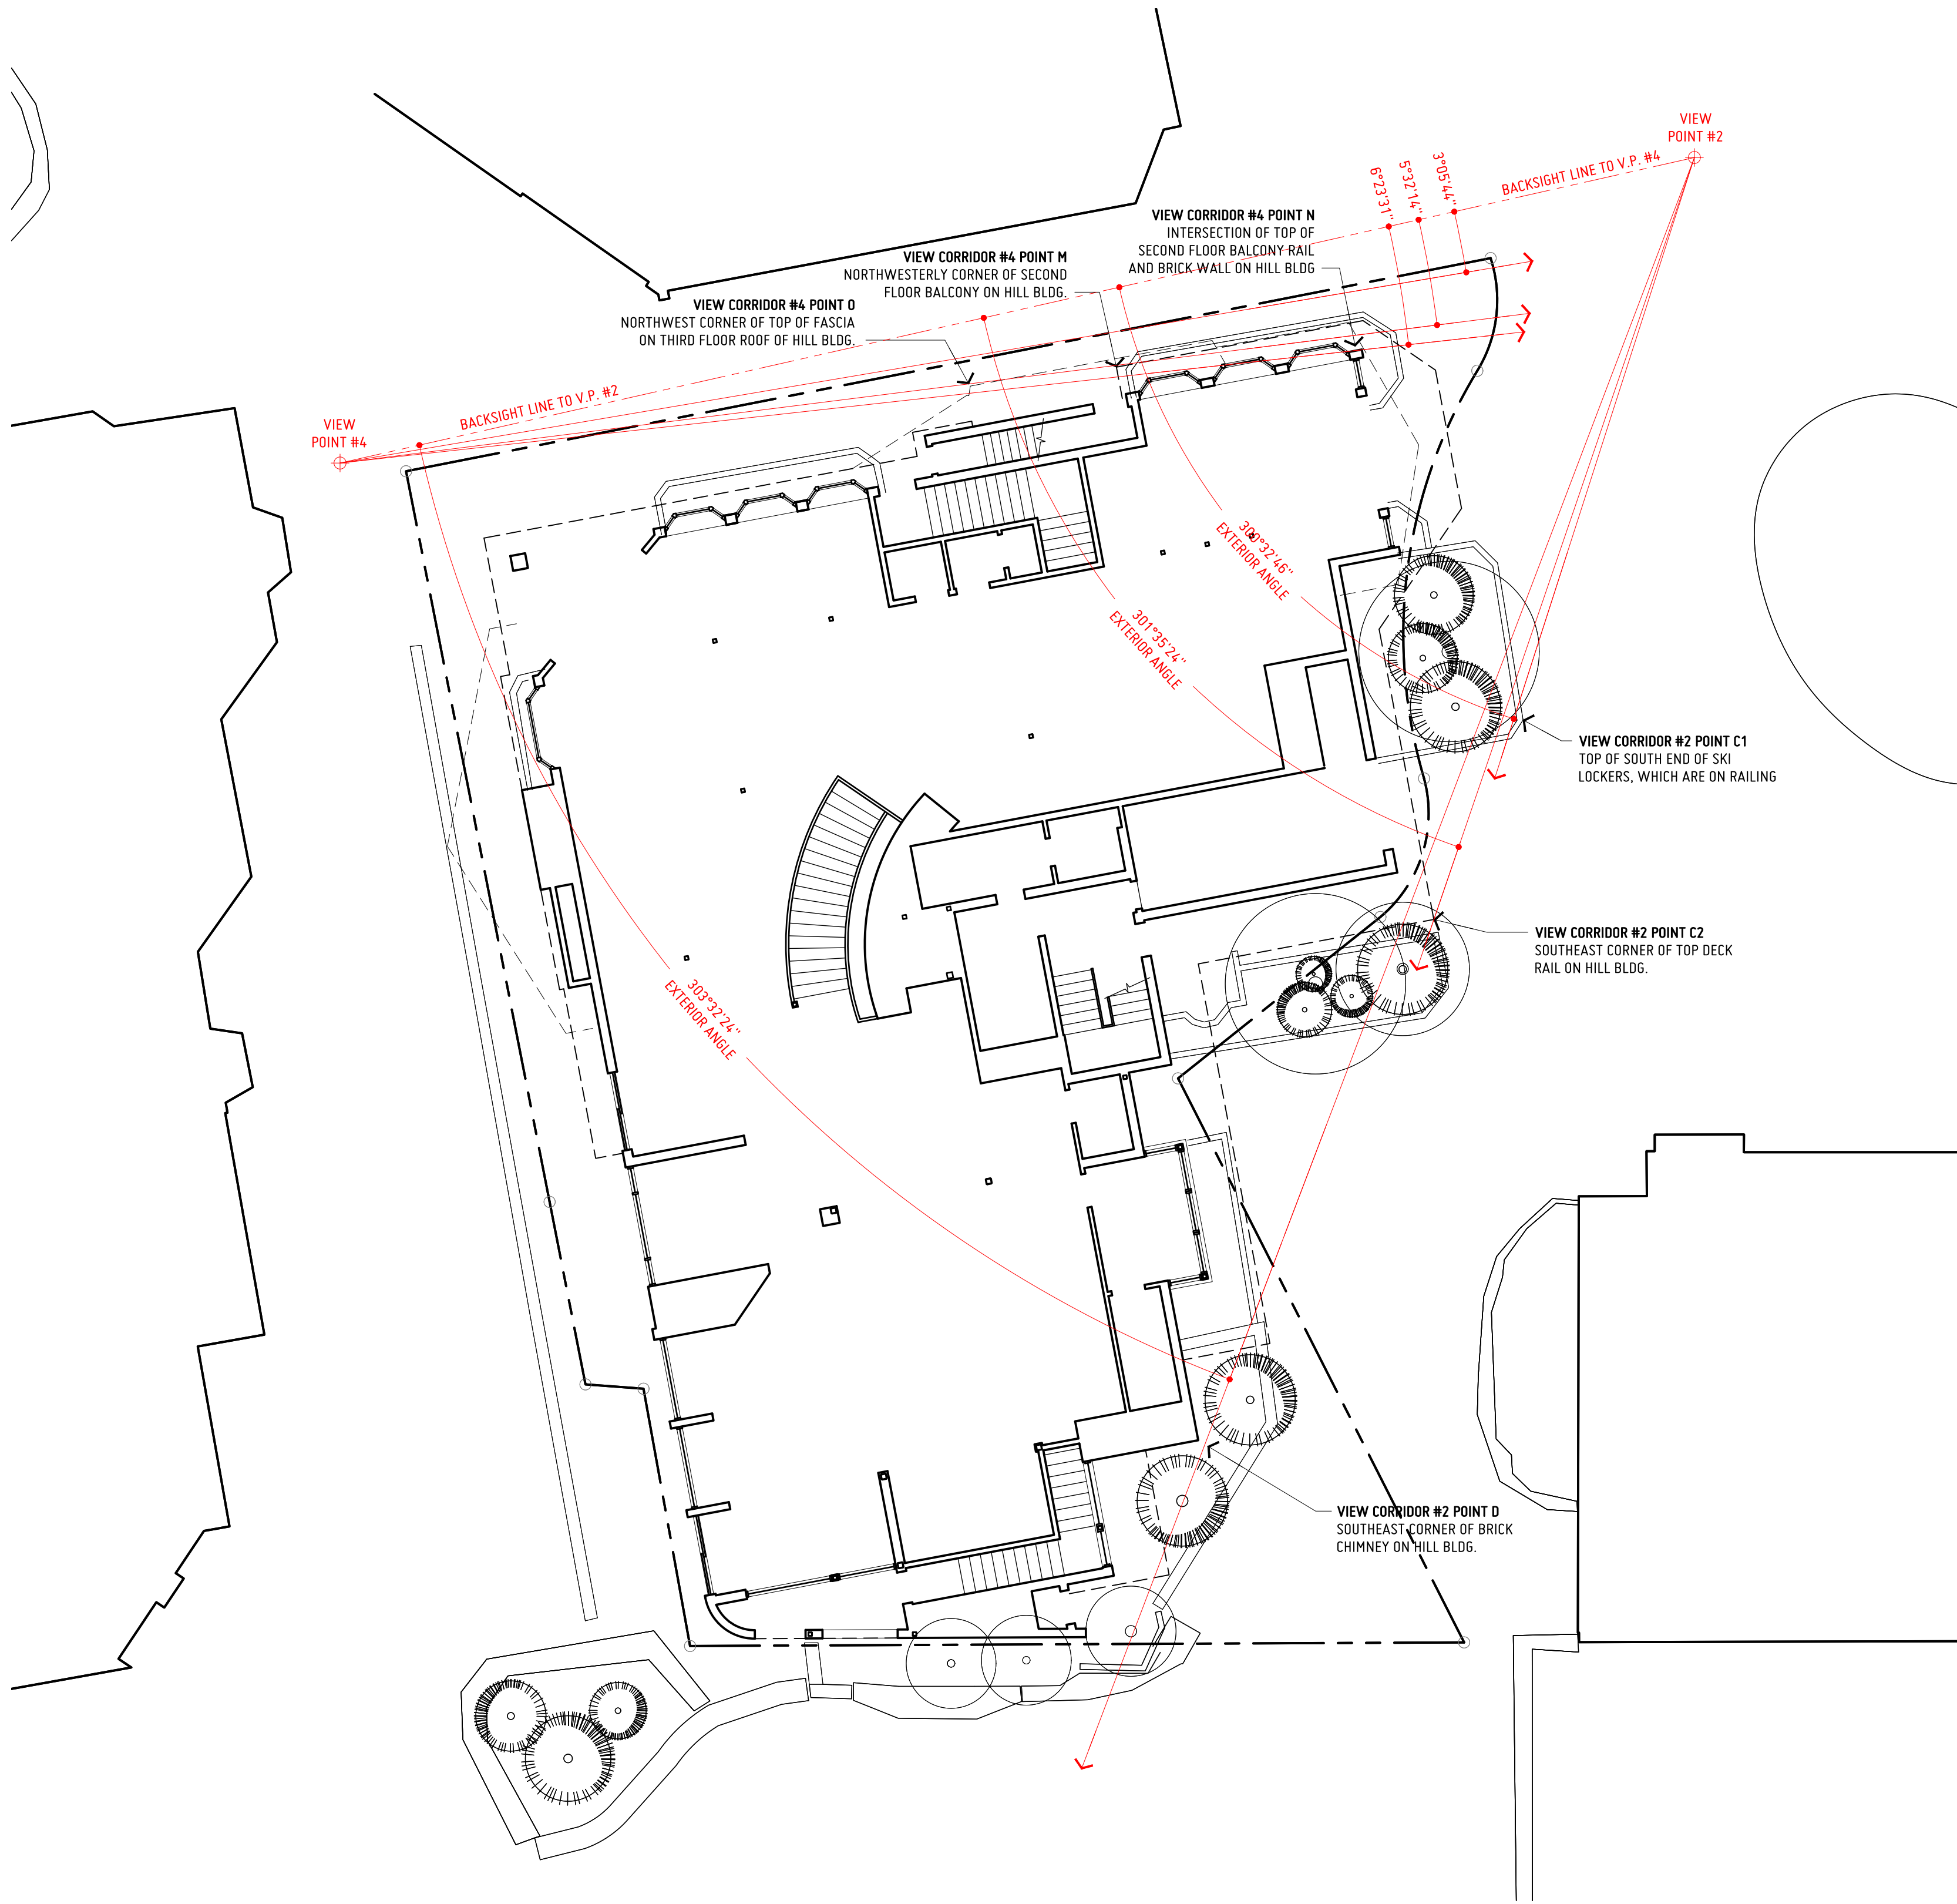 VIEW
POINT #2
BACKSIGHT LINE TO V.P. #4
3°05'44"
5°32'14"
6°23'31"
VIEW CORRIDOR #4 POINT N
INTERSECTION OF TOP OF
SECOND FLOOR BALCONY RAIL
AND BRICK WALL ON HILL BLDG
VIEW CORRIDOR #4 POINT M
NORTHWESTERLY CORNER OF SECOND
FLOOR BALCONY ON HILL BLDG.
VIEW CORRIDOR #4 POINT O
NORTHWEST CORNER OF TOP OF FASCIA
ON THIRD FLOOR ROOF OF HILL BLDG.
BACKSIGHT LINE TO V.P. #2
VIEW
POINT #4
300°32'46"
EXTERIOR ANGLE
301°35'24"
EXTERIOR ANGLE
VIEW CORRIDOR #2 POINT C1
TOP OF SOUTH END OF SKI
LOCKERS, WHICH ARE ON RAILING
VIEW CORRIDOR #2 POINT C2
SOUTHEAST CORNER OF TOP DECK
RAIL ON HILL BLDG.
303°32'24"
EXTERIOR ANGLE
VIEW CORRIDOR #2 POINT D
SOUTHEAST CORNER OF BRICK
CHIMNEY ON HILL BLDG.